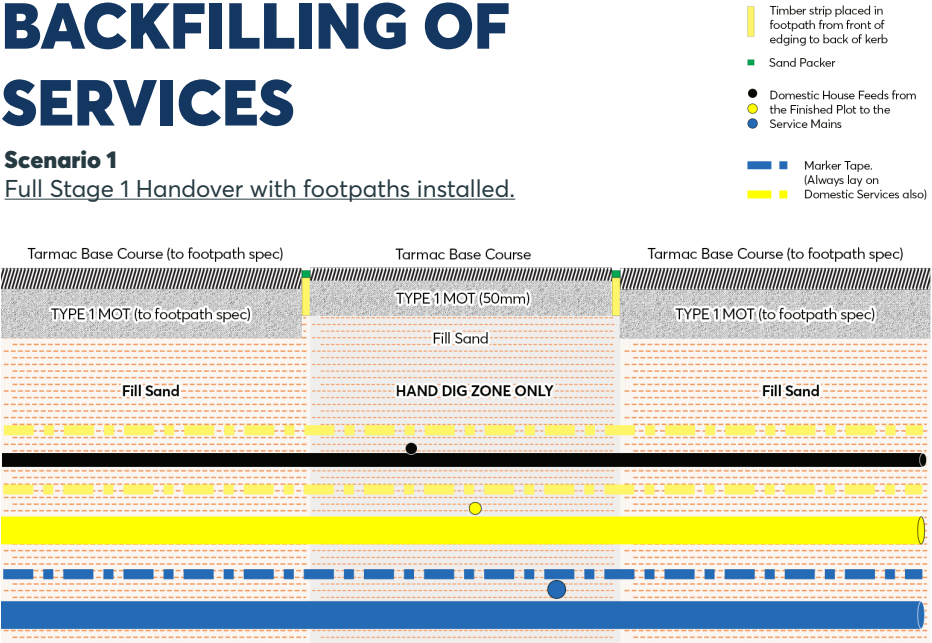 BACKFILLING OF
SERVICES
Scenario 1
Full Stage 1 Handover with footpaths installed.
Timber strip placed in
footpath from front of
edging to back of kerb
Sand Packer
Domestic House Feeds from
the Finished Plot to the
Service Mains
Marker Tape.
(Always lay on
Domestic Services also)
Tarmac Base Course (to footpath spec)
Tarmac Base Course
Tarmac Base Course (to footpath spec)
TYPE 1 MOT (to footpath spec)
TYPE 1 MOT (50mm)
TYPE 1 MOT (to footpath spec)
Fill Sand
Fill Sand
HAND DIG ZONE ONLY
Fill Sand